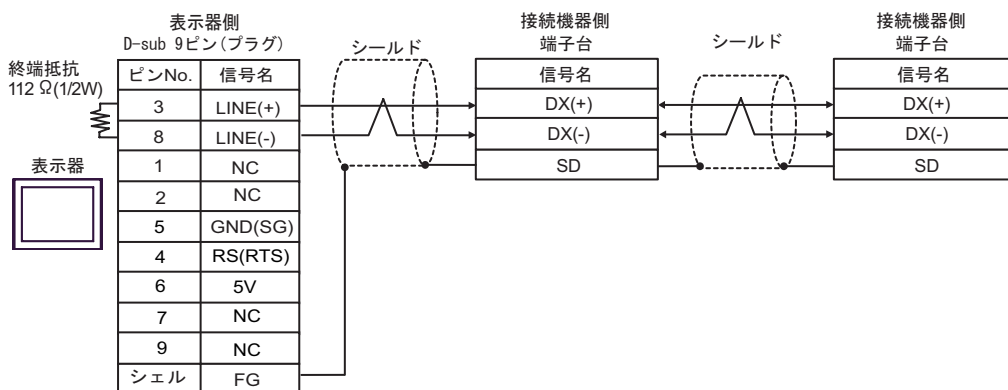 表示器側
D-sub 9ピン(プラグ)
終端抵抗
112 Ω(1/2W)
表示器
ピンNo. 信号名
3 LINE(+)
8 LINE(-)
1 NC
2 NC
5 GND(SG)
4 RS(RTS)
6 5V
7 NC
9 NC
シェル FG
シールド
接続機器側
端子台
信号名
DX(+)
DX(-)
SD
シールド
接続機器側
端子台
信号名
DX(+)
DX(-)
SD